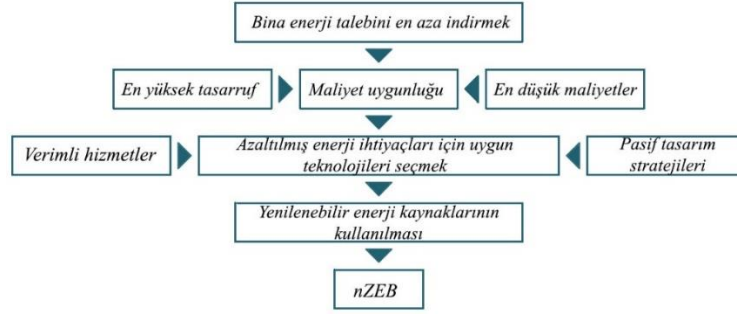 Bina enerji talebini en aza indirmek
En yüksek tasarruf
Maliyet uygunluğu
En düşük maliyetler
Verimli hizmetler
Azaltılmış enerji ihtiyaçları için uygun
teknolojileri seçmek
Pasif tasarım
stratejileri
Yenilenebilir enerji kaynaklarının
kullanılması
nZEB